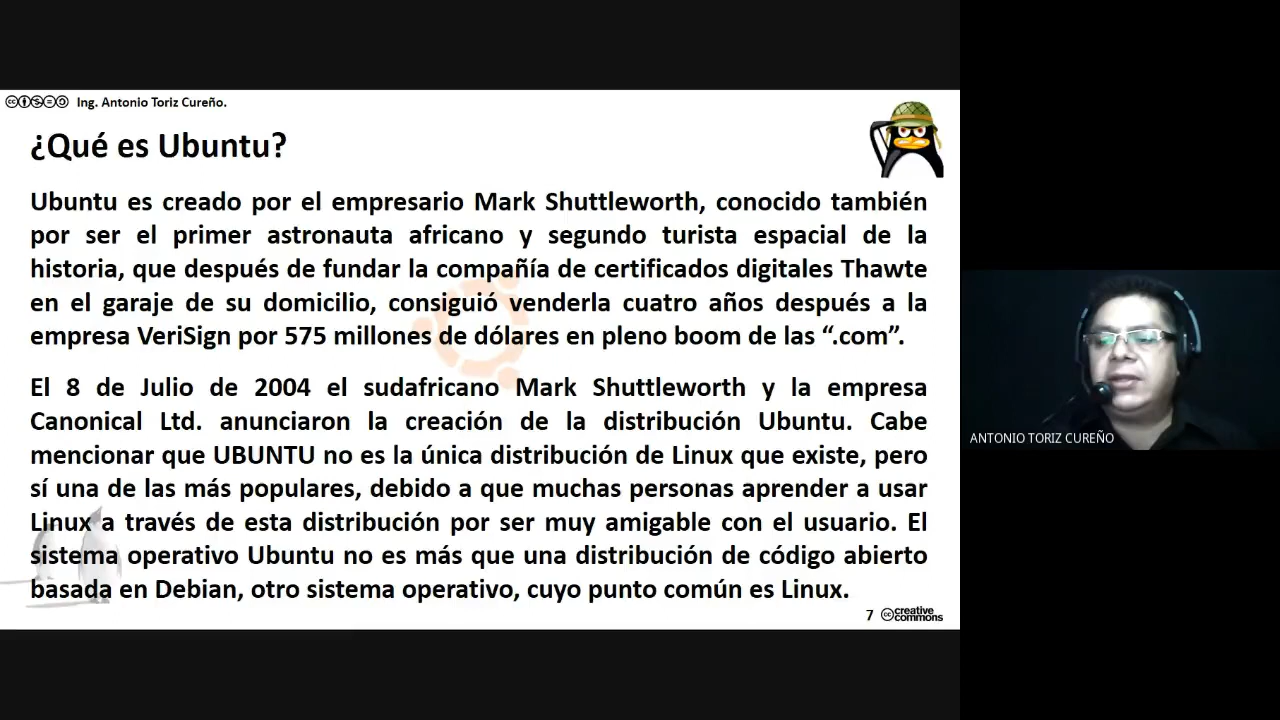 Ing. Antonio Toriz Cureño.
¿Qué es Ubuntu?
Ubuntu es creado por el empresario Mark Shuttleworth, conocido también
por ser el primer astronauta africano y segundo turista espacial de la
historia, que después de fundar la compañía de certificados digitales Thawte
en el garaje de su domicilio, consiguió venderla cuatro años después a la
empresa VeriSign por 575 millones de dólares en pleno boom de las “.com”.
El 8 de Julio de 2004 el sudafricano Mark Shuttleworth y la empresa
Canonical Ltd. anunciaron la creación de la distribución Ubuntu. Cabe
mencionar que UBUNTU no es la única distribución de Linux que existe, pero
sí una de las más populares, debido a que muchas personas aprender a usar
Linux a través de esta distribución por ser muy amigable con el usuario. El
sistema operativo Ubuntu no es más que una distribución de código abierto
basada en Debian, otro sistema operativo, cuyo punto común es Linux.
7 cc creative commons
ANTONIO TORIZ CUREÑO